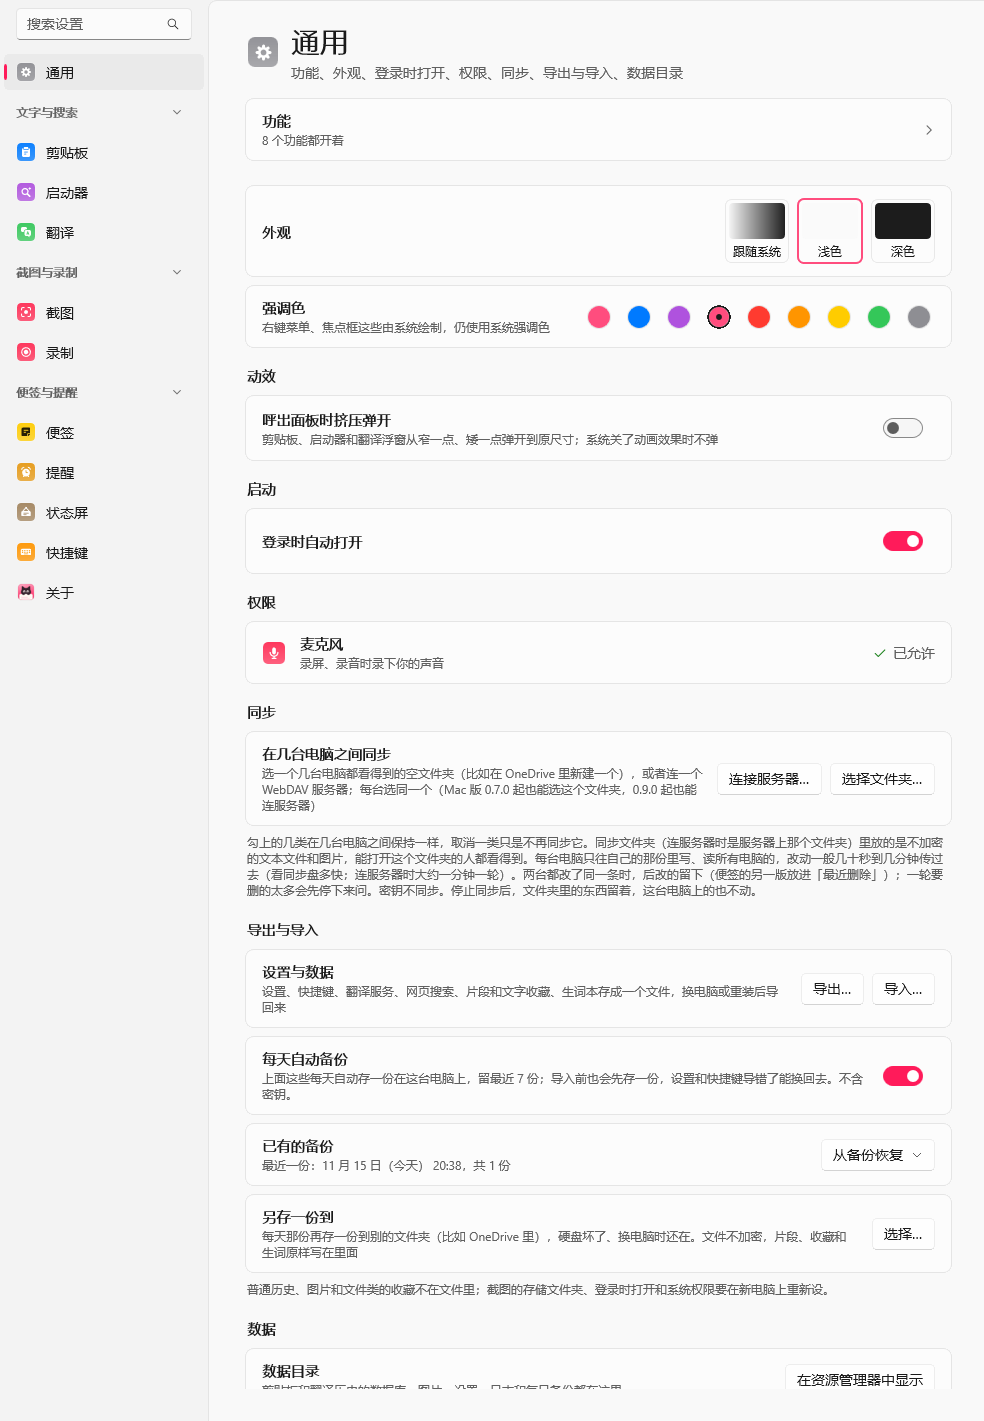 搜索设置
通用
文字与搜索
剪贴板
启动器
翻译
截图与录制
截图
录制
便签与提醒
便签
提醒
状态屏
快捷键
关于
通用
功能、外观、登录时打开、权限、同步、导出与导入、数据目录
功能
8 个功能都开着
外观
跟随系统
浅色
深色
强调色
右键菜单、焦点框这些由系统绘制，仍使用系统强调色
动效
呼出面板时挤压弹开
剪贴板、启动器和翻译浮窗从窄一点、矮一点弹开到原尺寸；系统关了动画效果时不弹
启动
登录时自动打开
权限
麦克风
录屏、录音时录下你的声音
已允许
同步
在几台电脑之间同步
选一个几台电脑都看得到的空文件夹（比如在 OneDrive 里新建一个），或者连一个
WebDAV 服务器；每台选同一个（Mac 版 0.7.0 起也能选这个文件夹，0.9.0 起也能
连服务器）
连接服务器...
选择文件夹...
勾上的几类在几台电脑之间保持一样，取消一类只是不再同步它。同步文件夹（连服务器时是服务器上那个文件夹）里放的是不加密
的文本文件和图片，能打开这个文件夹的人都看得到。每台电脑只往自己的那份里写、读所有电脑的，改动一般几十秒到几分钟传过
去（看同步盘多快；连服务器时大约一分钟一轮）。两台都改了同一条时，后改的留下（便签的另一版放进「最近删除」）；一轮要
删的太多会先停下来问。密钥不同步。停止同步后，文件夹里的东西留着，这台电脑上的也不动。
导出与导入
设置与数据
设置、快捷键、翻译服务、网页搜索、片段和文字收藏、生词本存成一个文件，换电脑或重装后导
回来
导出...
导入...
每天自动备份
上面这些每天自动存一份在这台电脑上，留最近 7 份；导入前也会先存一份，设置和快捷键导错了能换回去。不含
密钥。
已有的备份
最近一份：11 月 15 日（今天） 20:38，共 1 份
从备份恢复
另存一份到
每天那份再存一份到别的文件夹（比如 OneDrive 里），硬盘坏了、换电脑时还在。文件不加密，片段、收藏和
生词原样写在里面
选择...
普通历史、图片和文件类的收藏不在文件里；截图的存储文件夹、登录时打开和系统权限要在新电脑上重新设。
数据
数据目录
剪贴板和翻译历史的数据库、图片、设置、日志和每日备份都在这里
在资源管理器中显示